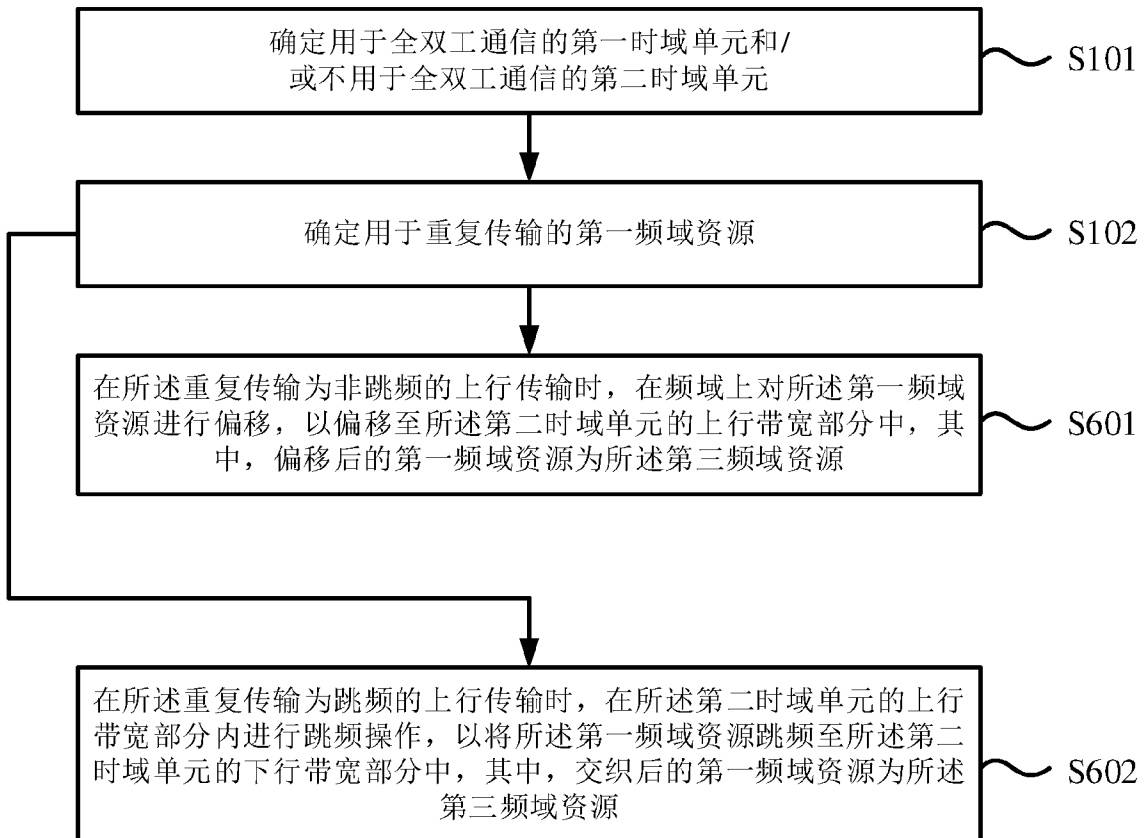 确定用于全双工通信的第一时域单元和/
或不用于全双工通信的第二时域单元
S101
确定用于重复传输的第一频域资源
S102
在所述重复传输为非跳频的上行传输时，在频域上对所述第一频域
资源进行偏移，以偏移至所述第二时域单元的上行带宽部分中，其
中，偏移后的第一频域资源为所述第三频域资源
S601
在所述重复传输为跳频的上行传输时，在所述第二时域单元的上行
带宽部分内进行跳频操作，以将所述第一频域资源跳频至所述第二
时域单元的下行带宽部分中，其中，交织后的第一频域资源为所述
第三频域资源
S602